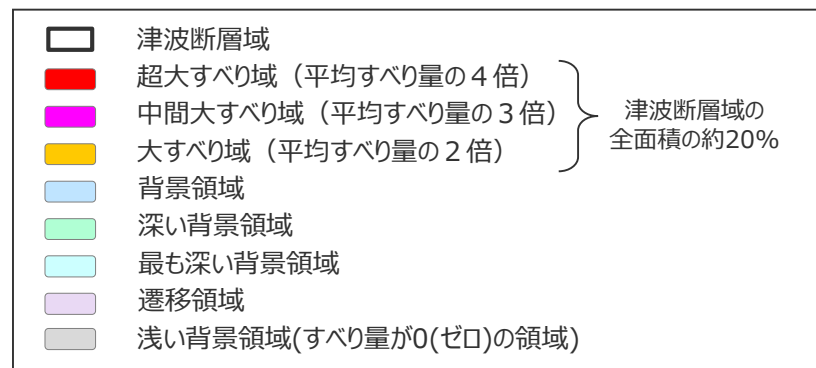 津波断層域
超大すべり域（平均すべり量の４倍）
中間大すべり域（平均すべり量の３倍）
大すべり域（平均すべり量の２倍）
津波断層域の
全面積の約20%
背景領域
深い背景領域
最も深い背景領域
遷移領域
浅い背景領域(すべり量が0(ゼロ)の領域)